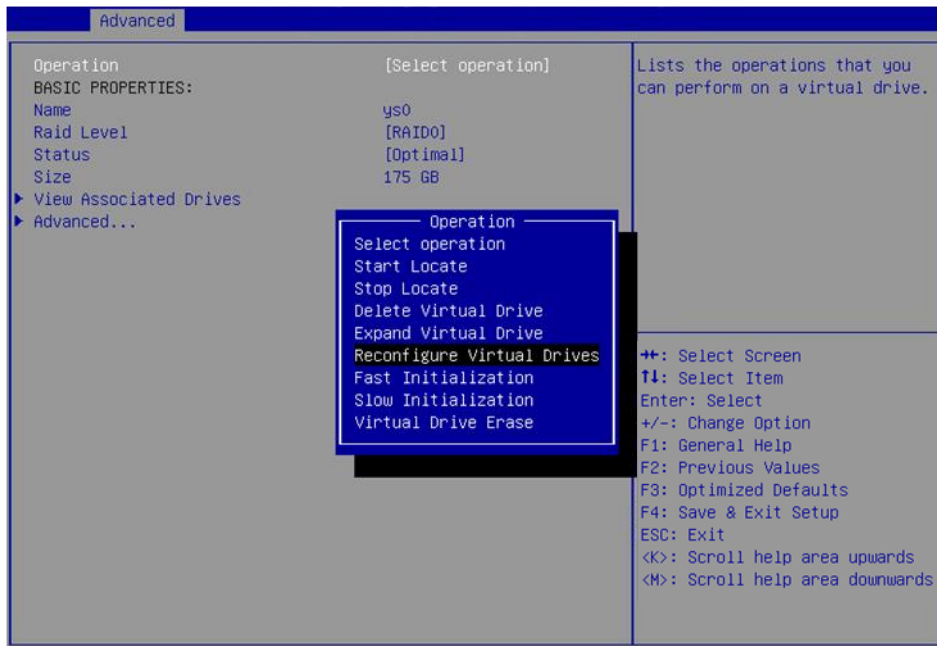 Advanced
Operation [Select operation]
BASIC PROPERTIES:
Name ys0
Raid Level [RAID0]
Status [Optimal]
Size 175 GB
View Associated Drives
Advanced...
Operation
Select operation
Start Locate
Stop Locate
Delete Virtual Drive
Expand Virtual Drive
Reconfigure Virtual Drives
Fast Initialization
Slow Initialization
Virtual Drive Erase
Lists the operations that you
can perform on a virtual drive.
→←: Select Screen
↑↓: Select Item
Enter: Select
+/-: Change Option
F1: General Help
F2: Previous Values
F3: Optimized Defaults
F4: Save & Exit Setup
ESC: Exit
<K>: Scroll help area upwards
<M>: Scroll help area downwards